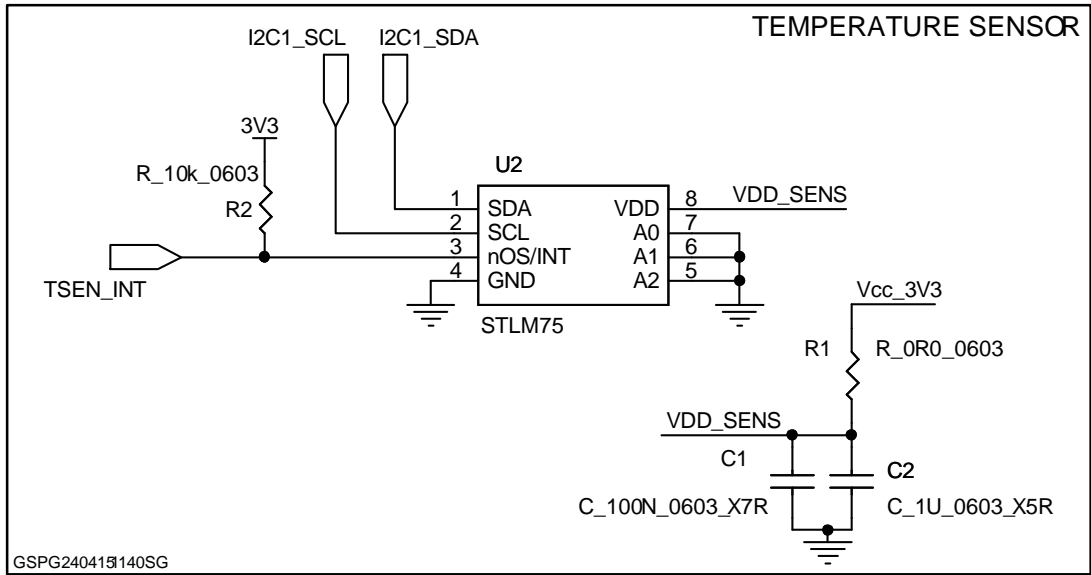 TEMPERATURE SENSOR
I2C1_SCL
I2C1_SDA
3V3
R_10k_0603
R2
TSEN_INT
U2
1 SDA
2 SCL
3 nOS/INT
4 GND
VDD 8 VDD_SENS
A0 7
A1 6
A2 5
STLM75
Vcc_3V3
R1 R_0R0_0603
VDD_SENS
C1
C2
C_100N_0603_X7R
C_1U_0603_X5R
GSPG2404151140SG